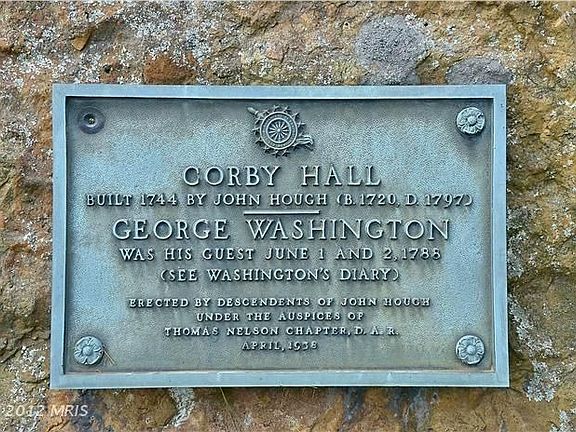 CORBY HALL
BUILT 1744 BY JOHN HOUGH (B.1720, D. 1797)
GEORGE WASHINGTON
WAS HIS GUEST JUNE 1 AND 2, 1788
(SEE WASHINGTON'S DIARY)
ERECTED BY DESCENDENTS OF JOHN HOUGH
UNDER THE AUSPICES OF
THOMAS NELSON CHAPTER, D. A. R.
APRIL, 1938
2012 MRIS